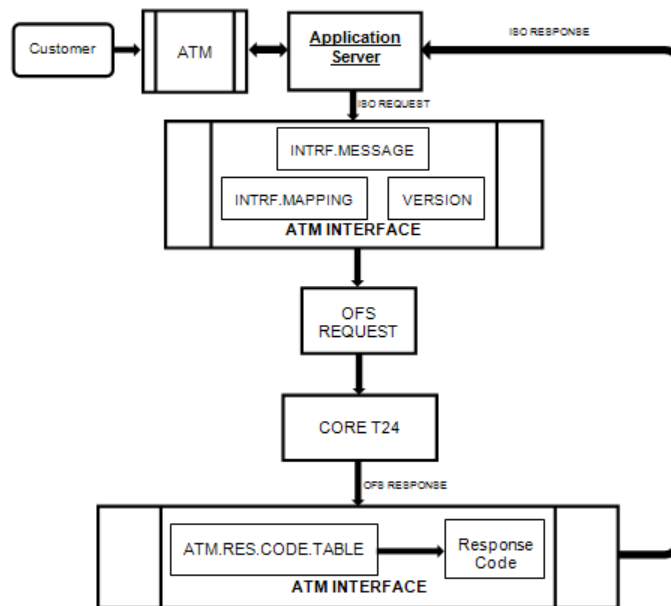 Customer
ATM
Application
Server
ISO RESPONSE
ISO REQUEST
INTRF.MESSAGE
INTRF.MAPPING
VERSION
ATM INTERFACE
OFS
REQUEST
CORE T24
OFS RESPONSE
ATM.RES.CODE.TABLE
Response
Code
ATM INTERFACE